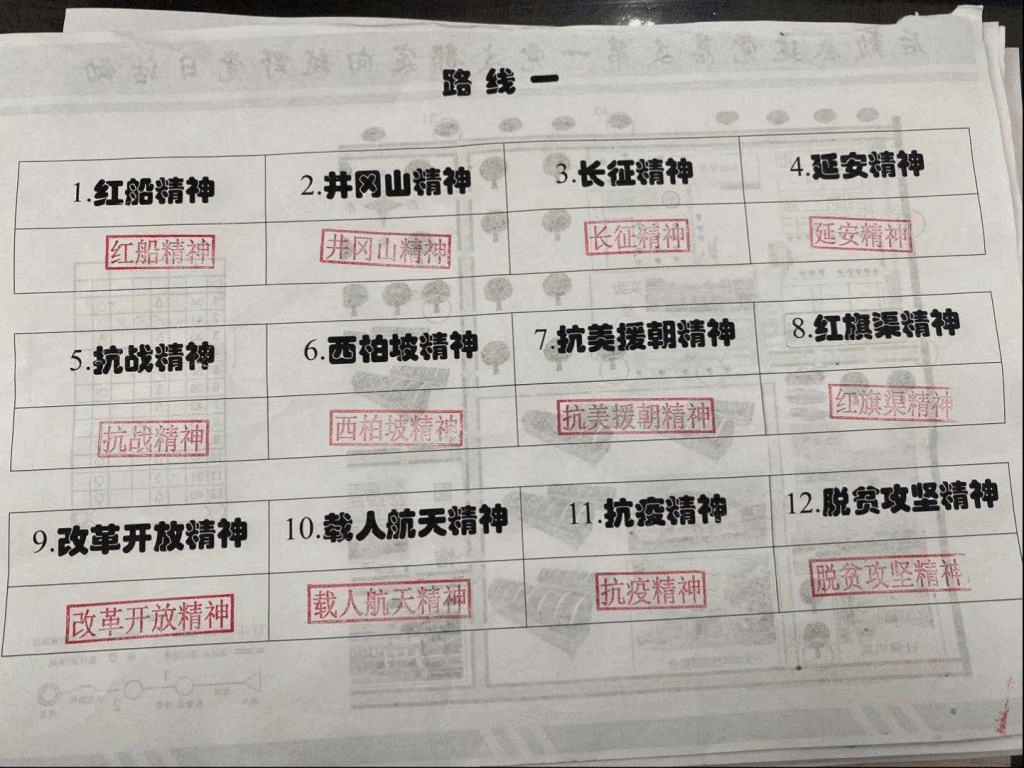 路线一
1.红船精神 2.井冈山精神 3.长征精神 4.延安精神
红船精神 井冈山精神 长征精神 延安精神
5.抗战精神 6.西柏坡精神 7.抗美援朝精神 8.红旗渠精神
抗战精神 西柏坡精神 抗美援朝精神 红旗渠精神
9.改革开放精神 10.载人航天精神 11.抗疫精神 12.脱贫攻坚精神
改革开放精神 载人航天精神 抗疫精神 脱贫攻坚精神